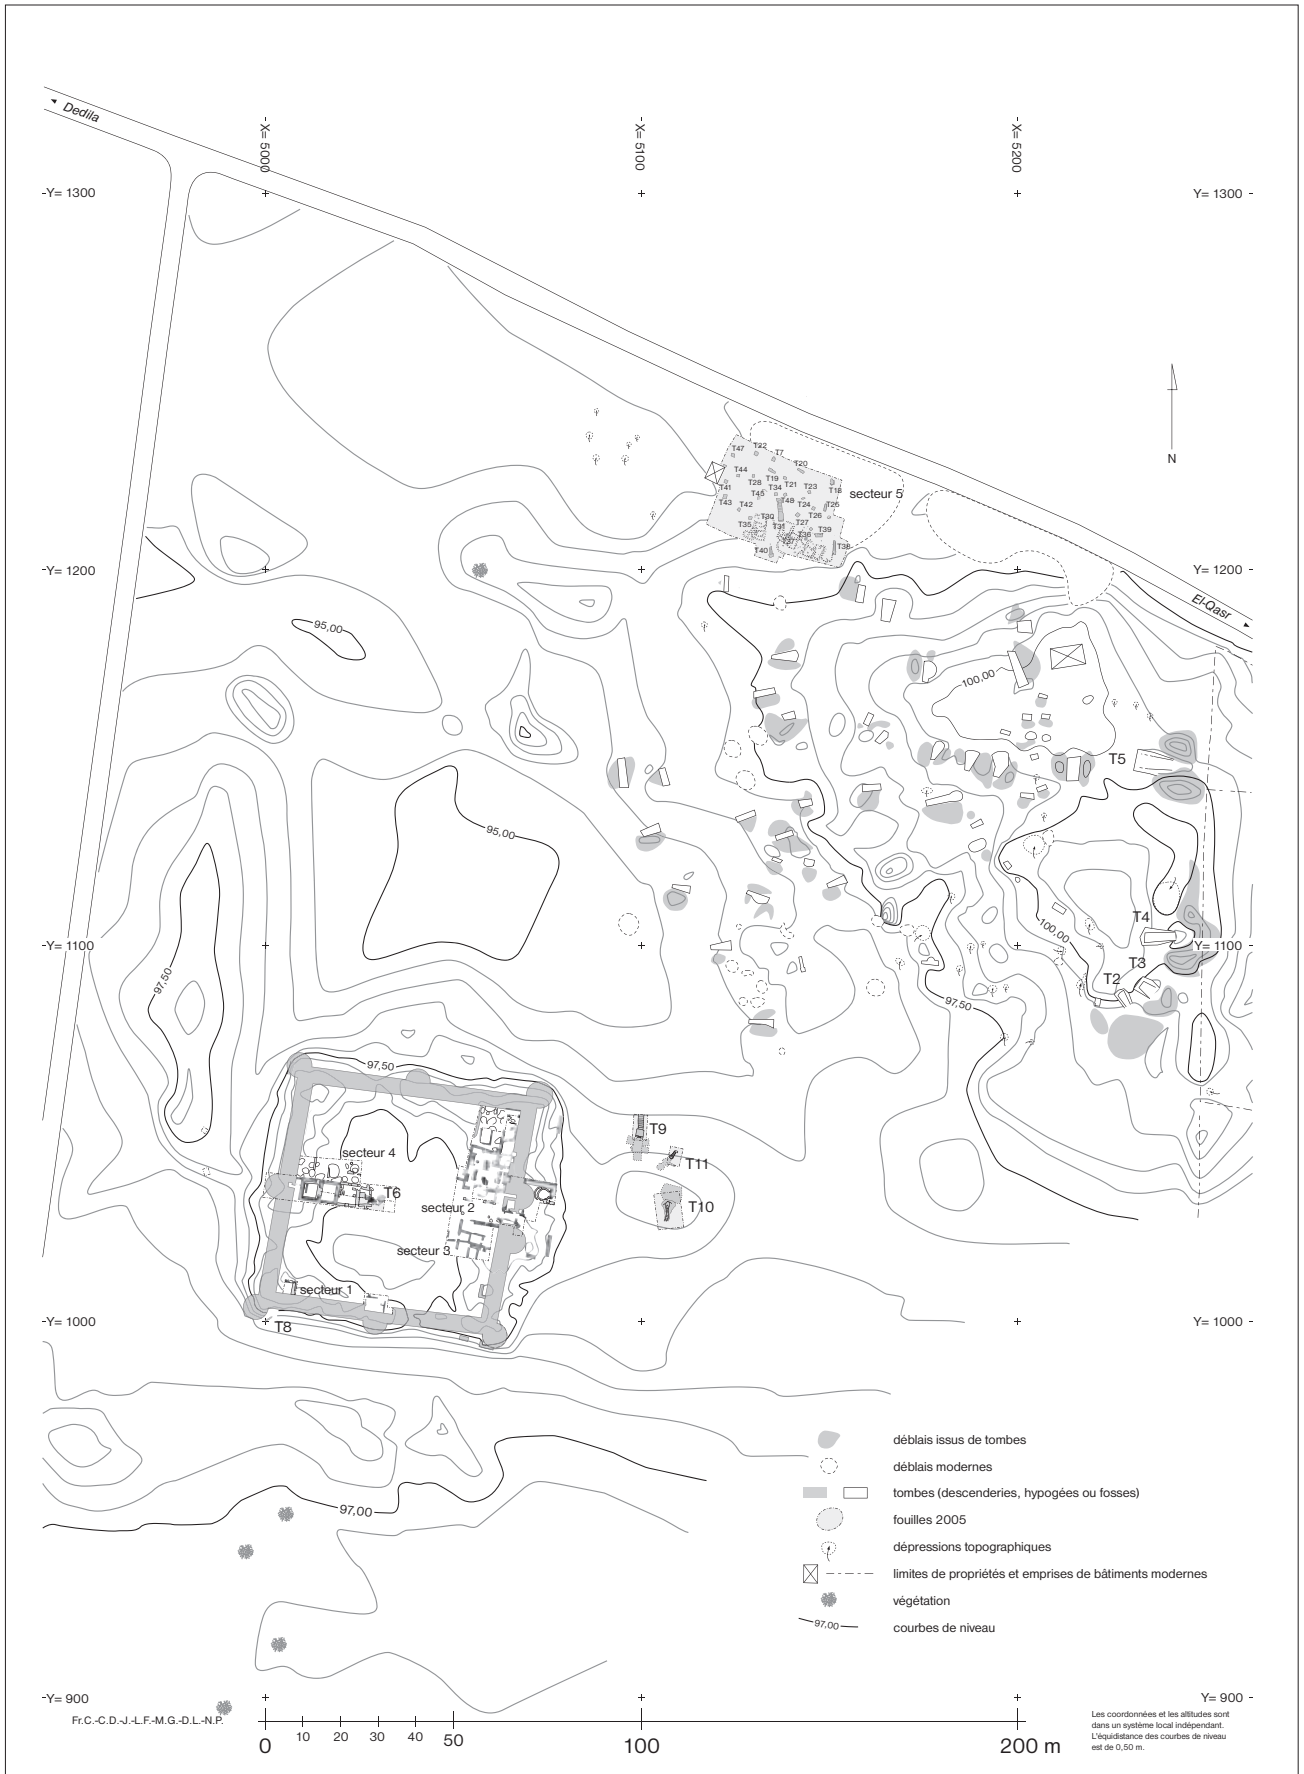 Dedila
X= 5000
X= 5100
X= 5200
Y= 1300
Y= 1300
N
T47
T22
T7
T20
T44
T19
T28
T21
T41
T34
T23
T18
T43
T45
T48
T42
T24
T25
T30
T26
T35
T31
T27
T36
T39
T37
T38
T40
secteur 5
Y= 1200
Y= 1200
El-Qasr
95,00
100,00
T5
95,00
T4
100,00
Y= 1100
Y= 1100
T3
T2
97,50
97,50
97,50
T9
secteur 4
T11
T6
secteur 2
T10
secteur 3
secteur 1
T8
Y= 1000
Y= 1000
97,00
déblais issus de tombes
déblais modernes
tombes (descenderies, hypogées ou fosses)
fouilles 2005
dépressions topographiques
limites de propriétés et emprises de bâtiments modernes
végétation
97,00
courbes de niveau
Y= 900
Y= 900
Fr.C.-C.D.-J.-L.F.-M.G.-D.L.-N.P.
0
10
20
30
40
50
100
200 m
Les coordonnées et les altitudes sont
dans un système local indépendant.
L'équidistance des courbes de niveau
est de 0,50 m.